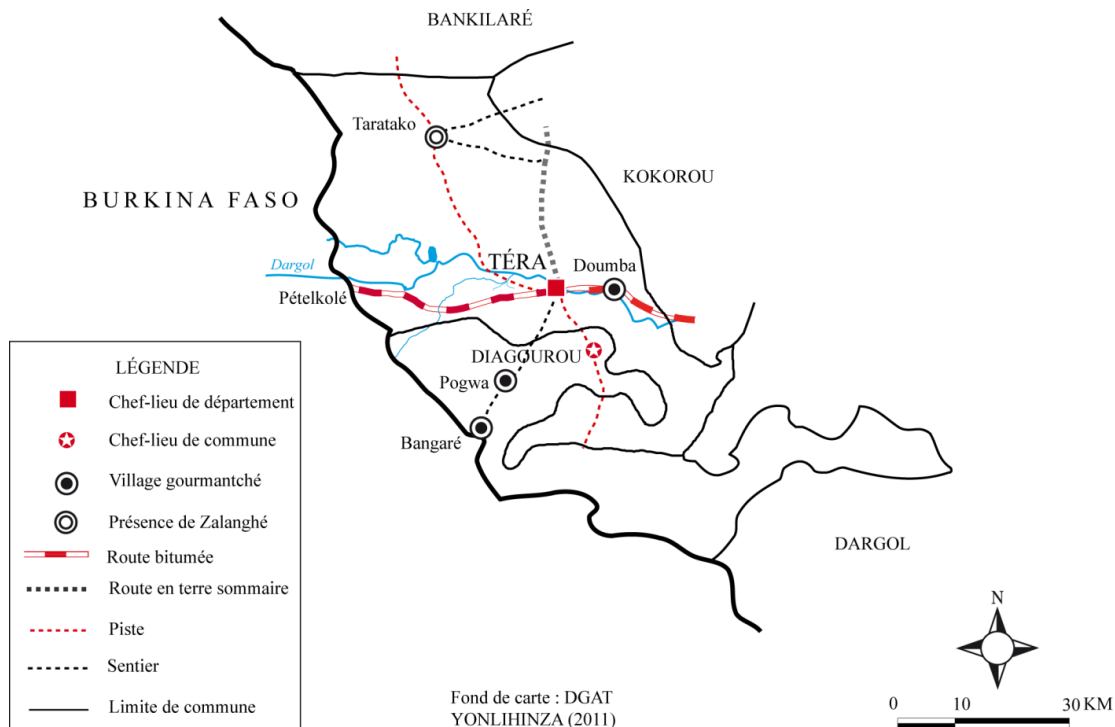 BANKILARÉ
Taratako
KOKOROU
BURKINA FASO
TÉRA
Doumba
Dargol
Pételkolé
DIAGOUROU
Pogwa
Bangaré
DARGOL
LÉGENDE
Chef-lieu de département
Chef-lieu de commune
Village gourmantché
Présence de Zalanghé
Route bitumée
Route en terre sommaire
Piste
Sentier
Limite de commune
Fond de carte : DGAT
YONLIHINZA (2011)
N
0 10 30 KM